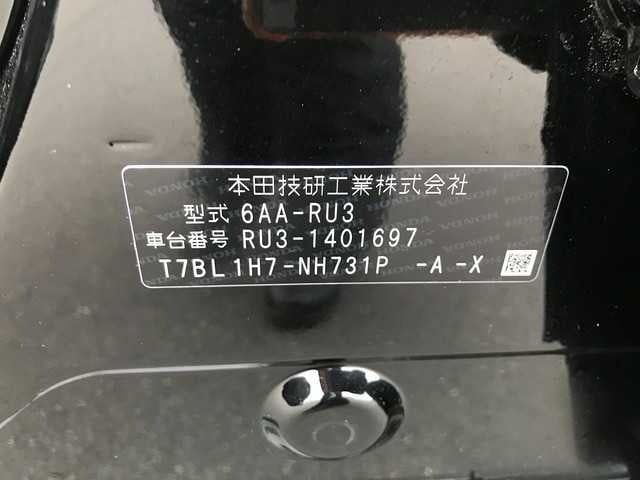 本田技研工業株式会社
型式 6AA-RU3
車台番号 RU3-1401697
T7BL1H7-NH731P -A -X